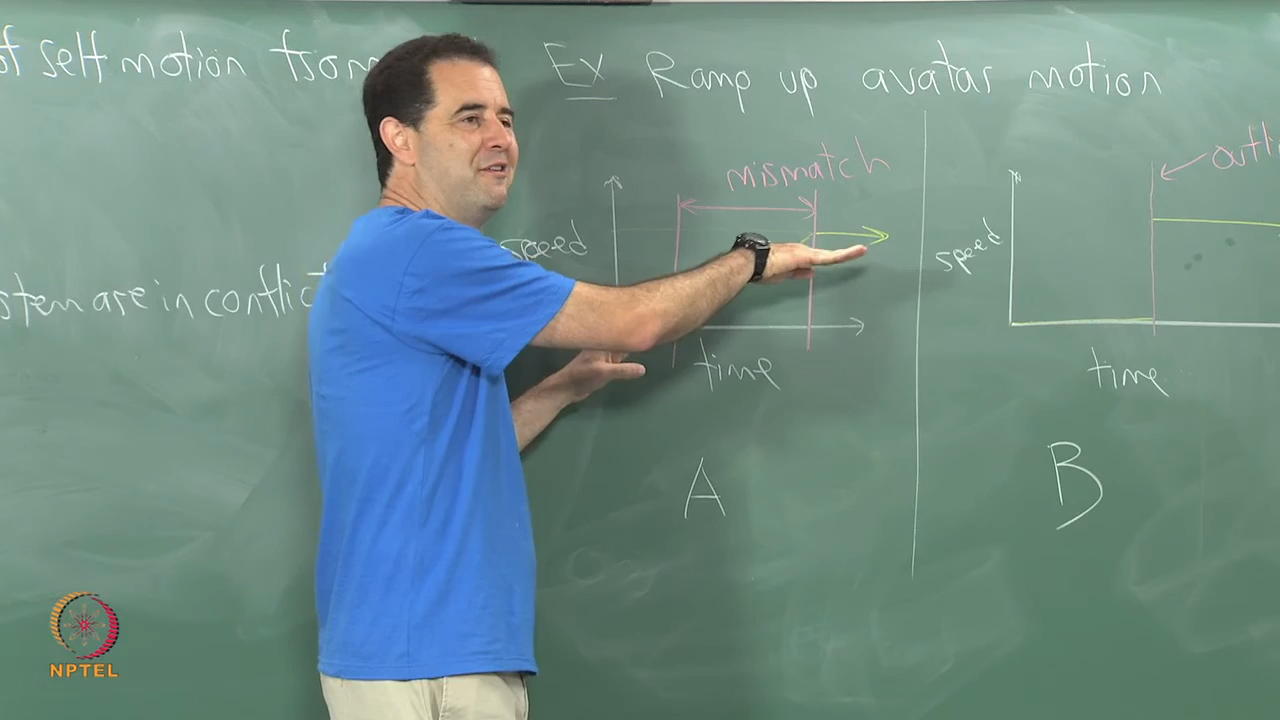 of self motion from
Ex Ramp up avatar motion
mismatch
speed
speed
stem are in conflict
time
time
A
B
NPTEL